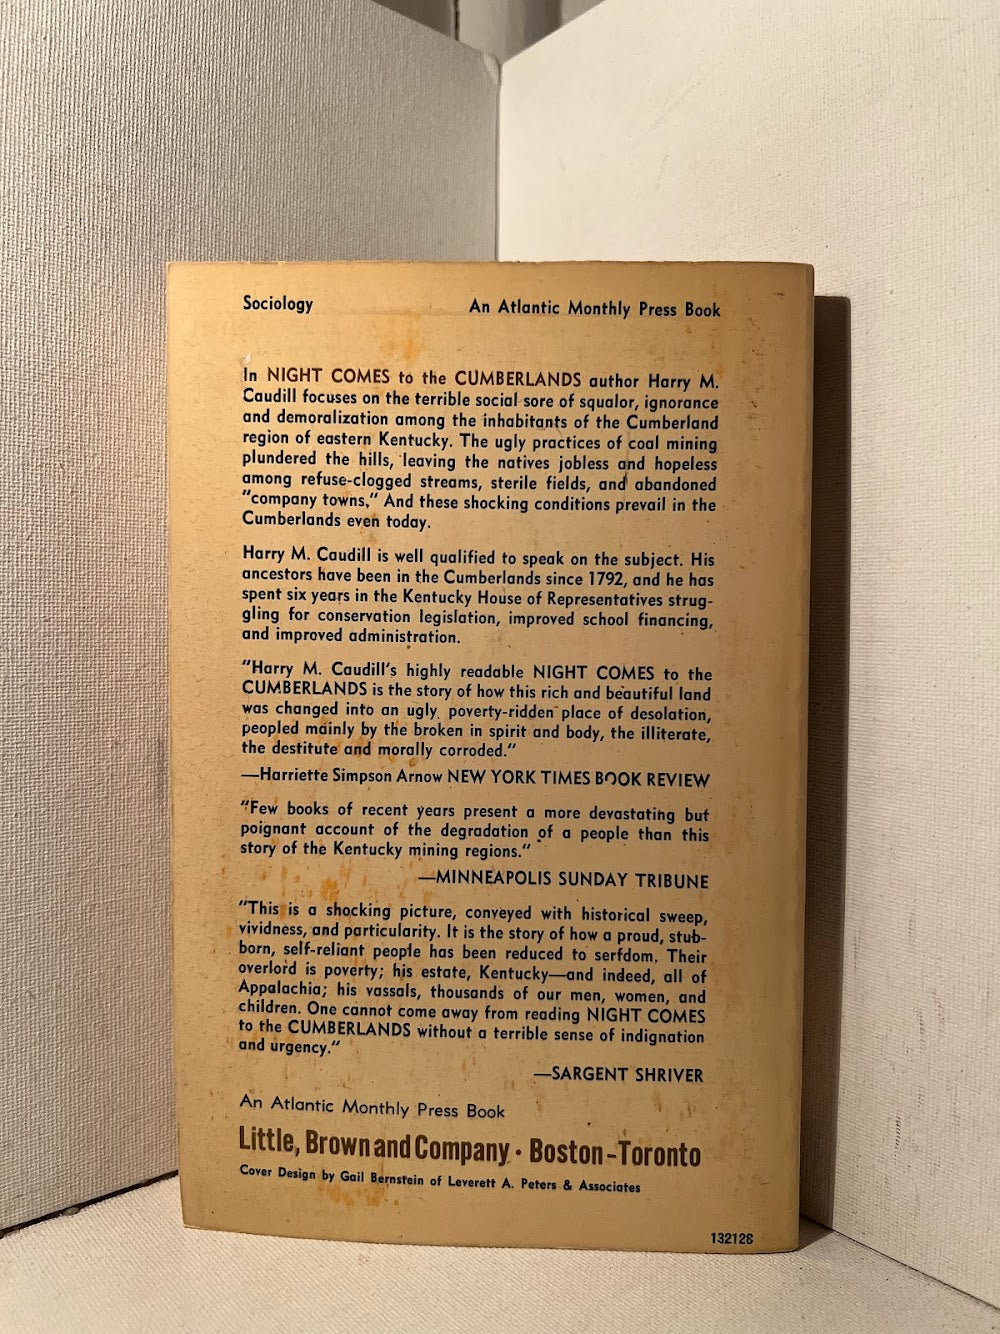 Sociology
An Atlantic Monthly Press Book
In NIGHT COMES to the CUMBERLANDS author Harry M.
Caudill focuses on the terrible social sore of squalor, ignorance
and demoralization among the inhabitants of the Cumberland
region of eastern Kentucky. The ugly practices of coal mining
plundered the hills, leaving the natives jobless and hopeless
among refuse-clogged streams, sterile fields, and abandoned
"company towns." And these shocking conditions prevail in the
Cumberlands even today.
Harry M. Caudill is well qualified to speak on the subject. His
ancestors have been in the Cumberlands since 1792, and he has
spent six years in the Kentucky House of Representatives strug-
gling for conservation legislation, improved school financing,
and improved administration.
"Harry M. Caudill's highly readable NIGHT COMES to the
CUMBERLANDS is the story of how this rich and beautiful land
was changed into an ugly, poverty-ridden place of desolation,
peopled mainly by the broken in spirit and body, the illiterate,
the destitute and morally corroded."
—Harriette Simpson Arnow NEW YORK TIMES BOOK REVIEW
"Few books of recent years present a more devastating but
poignant account of the degradation of a people than this
story of the Kentucky mining regions."
—MINNEAPOLIS SUNDAY TRIBUNE
"This is a shocking picture, conveyed with historical sweep,
vividness, and particularity. It is the story of how a proud, stub-
born, self-reliant people has been reduced to serfdom. Their
overlord is poverty; his estate, Kentucky—and indeed, all of
Appalachia; his vassals, thousands of our men, women, and
children. One cannot come away from reading NIGHT COMES
to the CUMBERLANDS without a terrible sense of indignation
and urgency."
—SARGENT SHRIVER
An Atlantic Monthly Press Book
Little, Brown and Company · Boston–Toronto
Cover Design by Gail Bernstein of Leverett A. Peters & Associates
132128